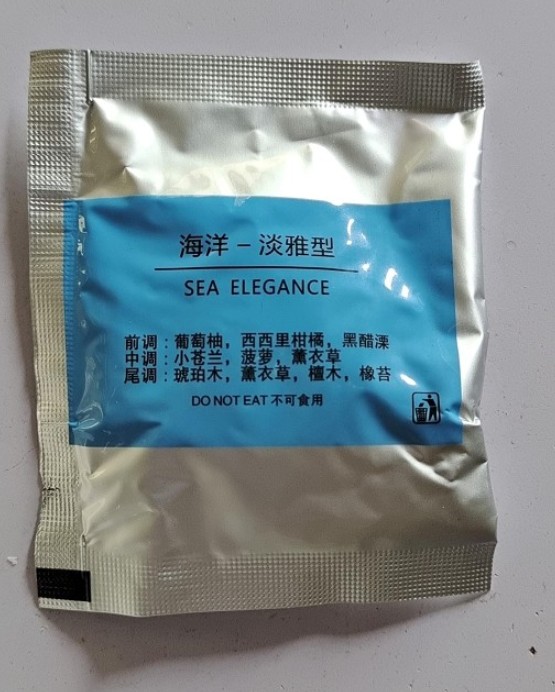 海洋-淡雅型
SEA ELEGANCE
前调:葡萄柚,西西里柑橘,黑醋溧
中调:小苍兰,菠萝,薰衣草
尾调:琥珀木,薰衣草,檀木,橡苔
DO NOT EAT 不可食用